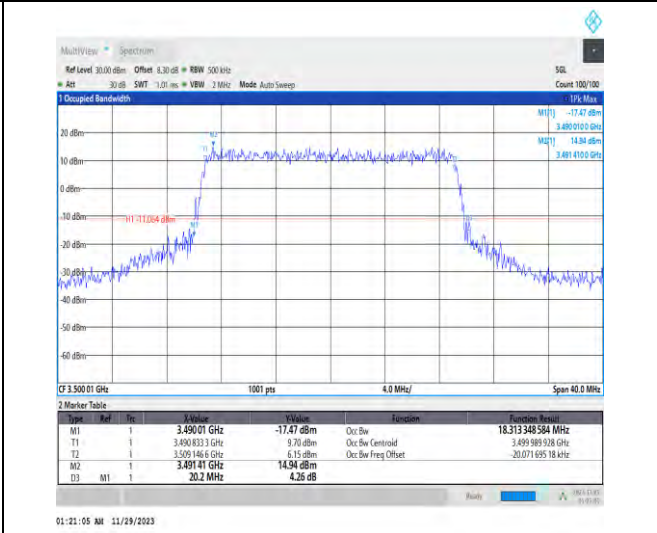 MultiView Spectrum
Ref Level 30.00 dBm Offset 8.30 dB RBW 500 kHz SGL
Att 30 dB SWT 1.01 ms VBW 2 MHz Mode Auto Sweep Count 100/100
1 Occupied Bandwidth 1Pk Max
M1[1] -17.47 dBm
3.490 010 0 GHz
M2[1] 14.94 dBm
3.491 410 0 GHz
20 dBm
M2
T1
10 dBm
0 dBm
-10 dBm
H1 -11.064 dBm
-20 dBm
-30 dBm
-40 dBm
-50 dBm
-60 dBm
CF 3.500 01 GHz 1001 pts 4.0 MHz/ Span 40.0 MHz
2 Marker Table
Type Ref Trc X-Value Y-Value Function Function Result
M1 1 3.490 01 GHz -17.47 dBm Occ Bw 18.313 348 584 MHz
T1 1 3.490 833 3 GHz 9.70 dBm Occ Bw Centroid 3.499 989 928 GHz
T2 1 3.509 146 6 GHz 6.15 dBm Occ Bw Freq Offset -20.071 695 18 kHz
M2 1 3.491 41 GHz 14.94 dBm
D3 M1 1 20.2 MHz 4.26 dB
Ready
01:21:05 AM 11/29/2023